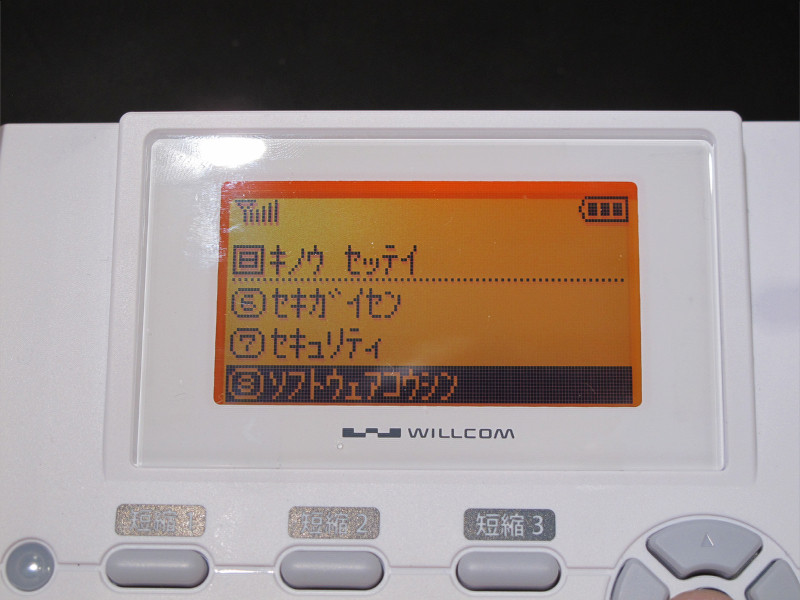 8 キノウ セッテイ
⑥ セキガイセン
⑦ セキュリティ
⑧ ソフトウェアコウシン
WILLCOM
短縮 1
短縮 2
短縮 3